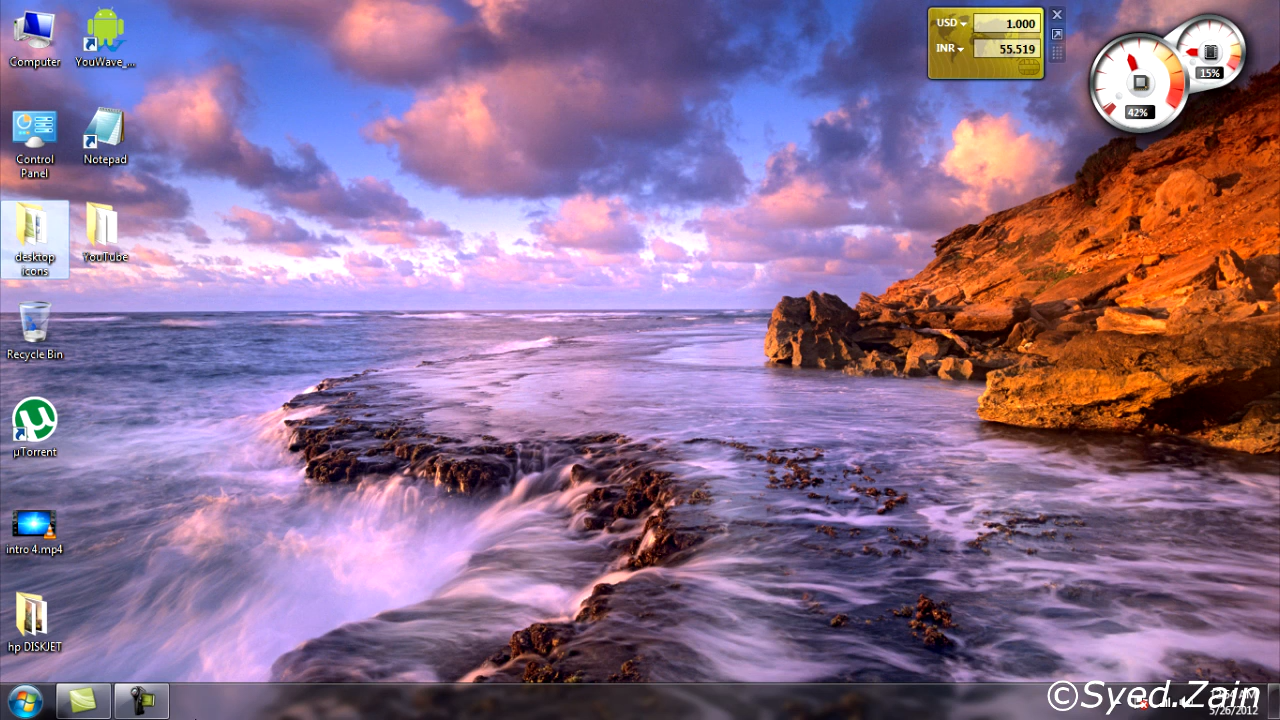 Computer
YouWave_...
Control
Panel
Notepad
desktop
icons
YouTube
Recycle Bin
µTorrent
intro 4.mp4
hp DISKJET
USD
1.000
INR
55.519
42%
15%
©Syed.Zain
AM
5/26/2012